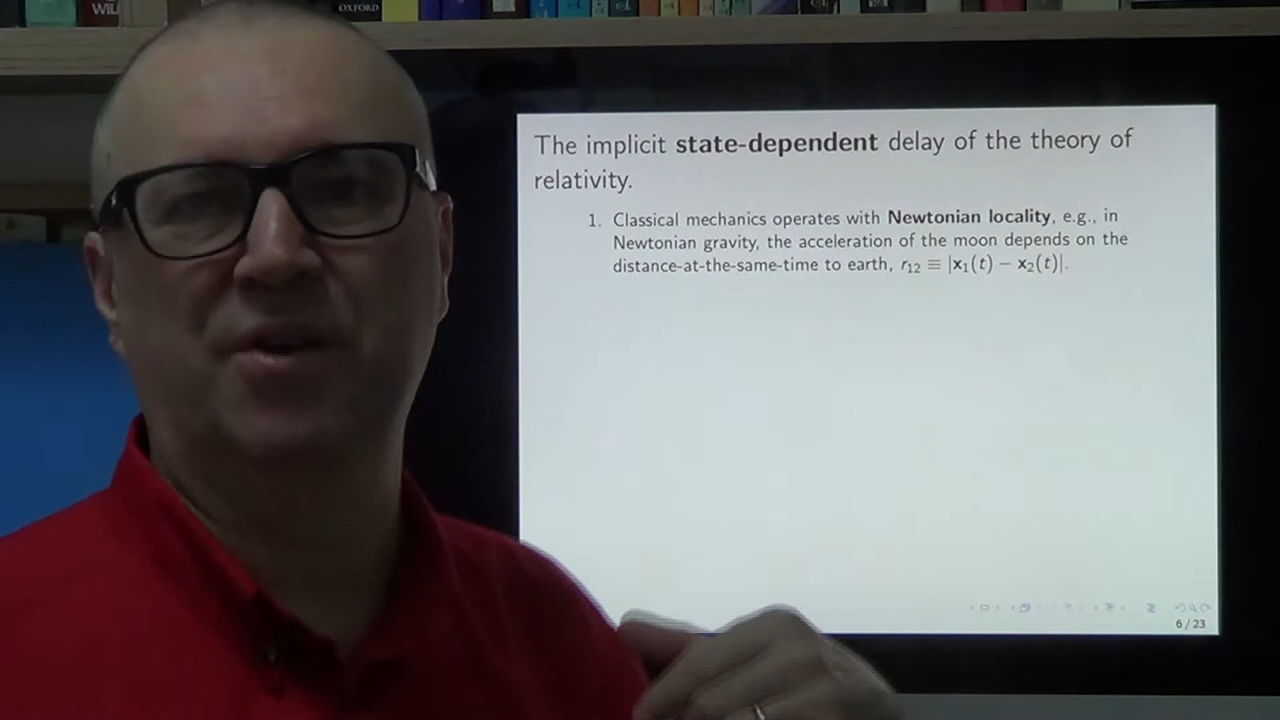 WIL
OXFORD
The implicit state-dependent delay of the theory of
relativity.
1. Classical mechanics operates with Newtonian locality, e.g., in
Newtonian gravity, the acceleration of the moon depends on the
distance-at-the-same-time to earth, r₁₂ ≡ |x₁(t) − x₂(t)|.
6 / 23